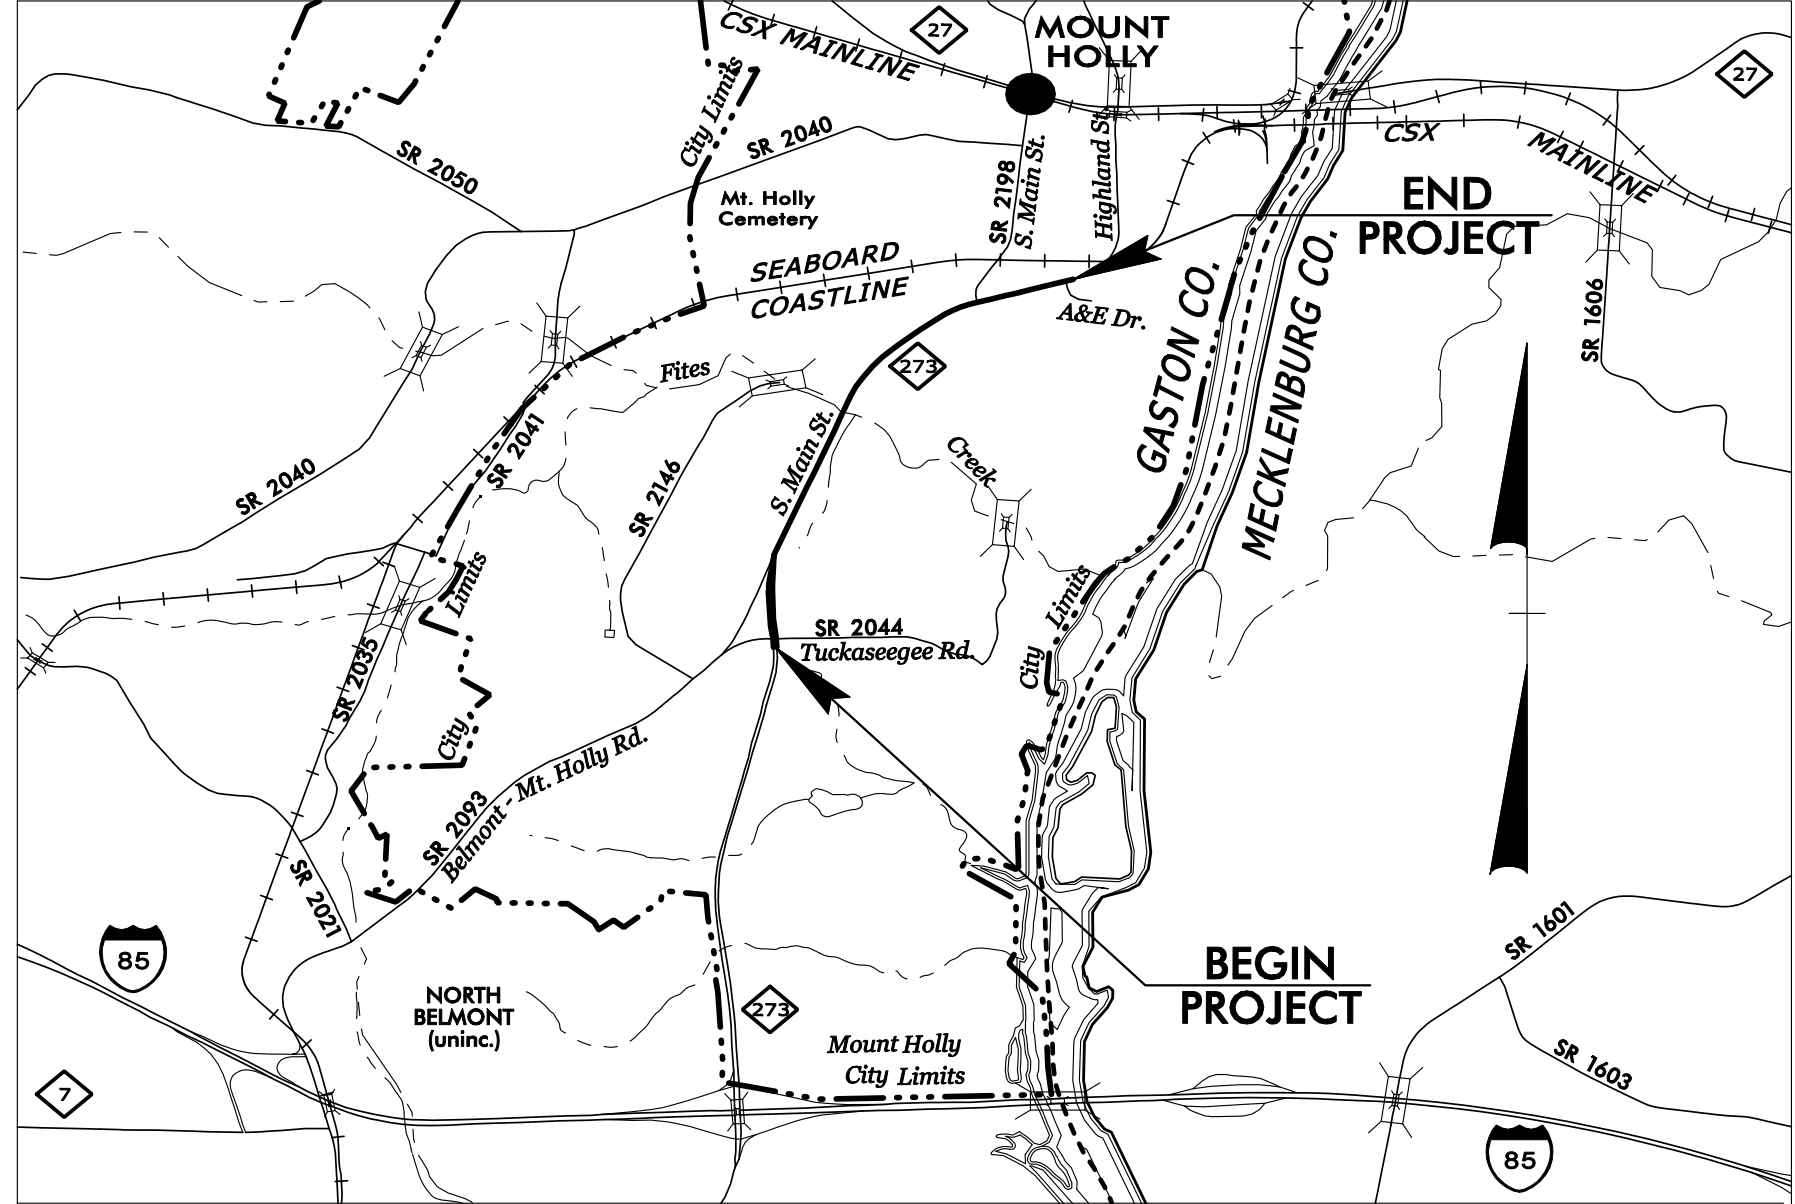 CSX MAINLINE
27
MOUNT
HOLLY
27
City Limits
SR 2040
SR 2050
CSX
MAINLINE
Mt. Holly
Cemetery
SR 2198
S. Main St.
Highland St.
END
PROJECT
SEABOARD
COASTLINE
A&E Dr.
GASTON CO.
MECKLENBURG CO.
SR 1606
273
Fites
SR 2041
SR 2040
SR 2146
S. Main St.
Creek
Limits
City
Limits
City
SR 2044
Tuckaseegee Rd.
SR 2035
SR 2093
Belmont - Mt. Holly Rd.
SR 2021
85
NORTH
BELMONT
(uninc.)
273
BEGIN
PROJECT
SR 1601
Mount Holly
City Limits
SR 1603
7
85